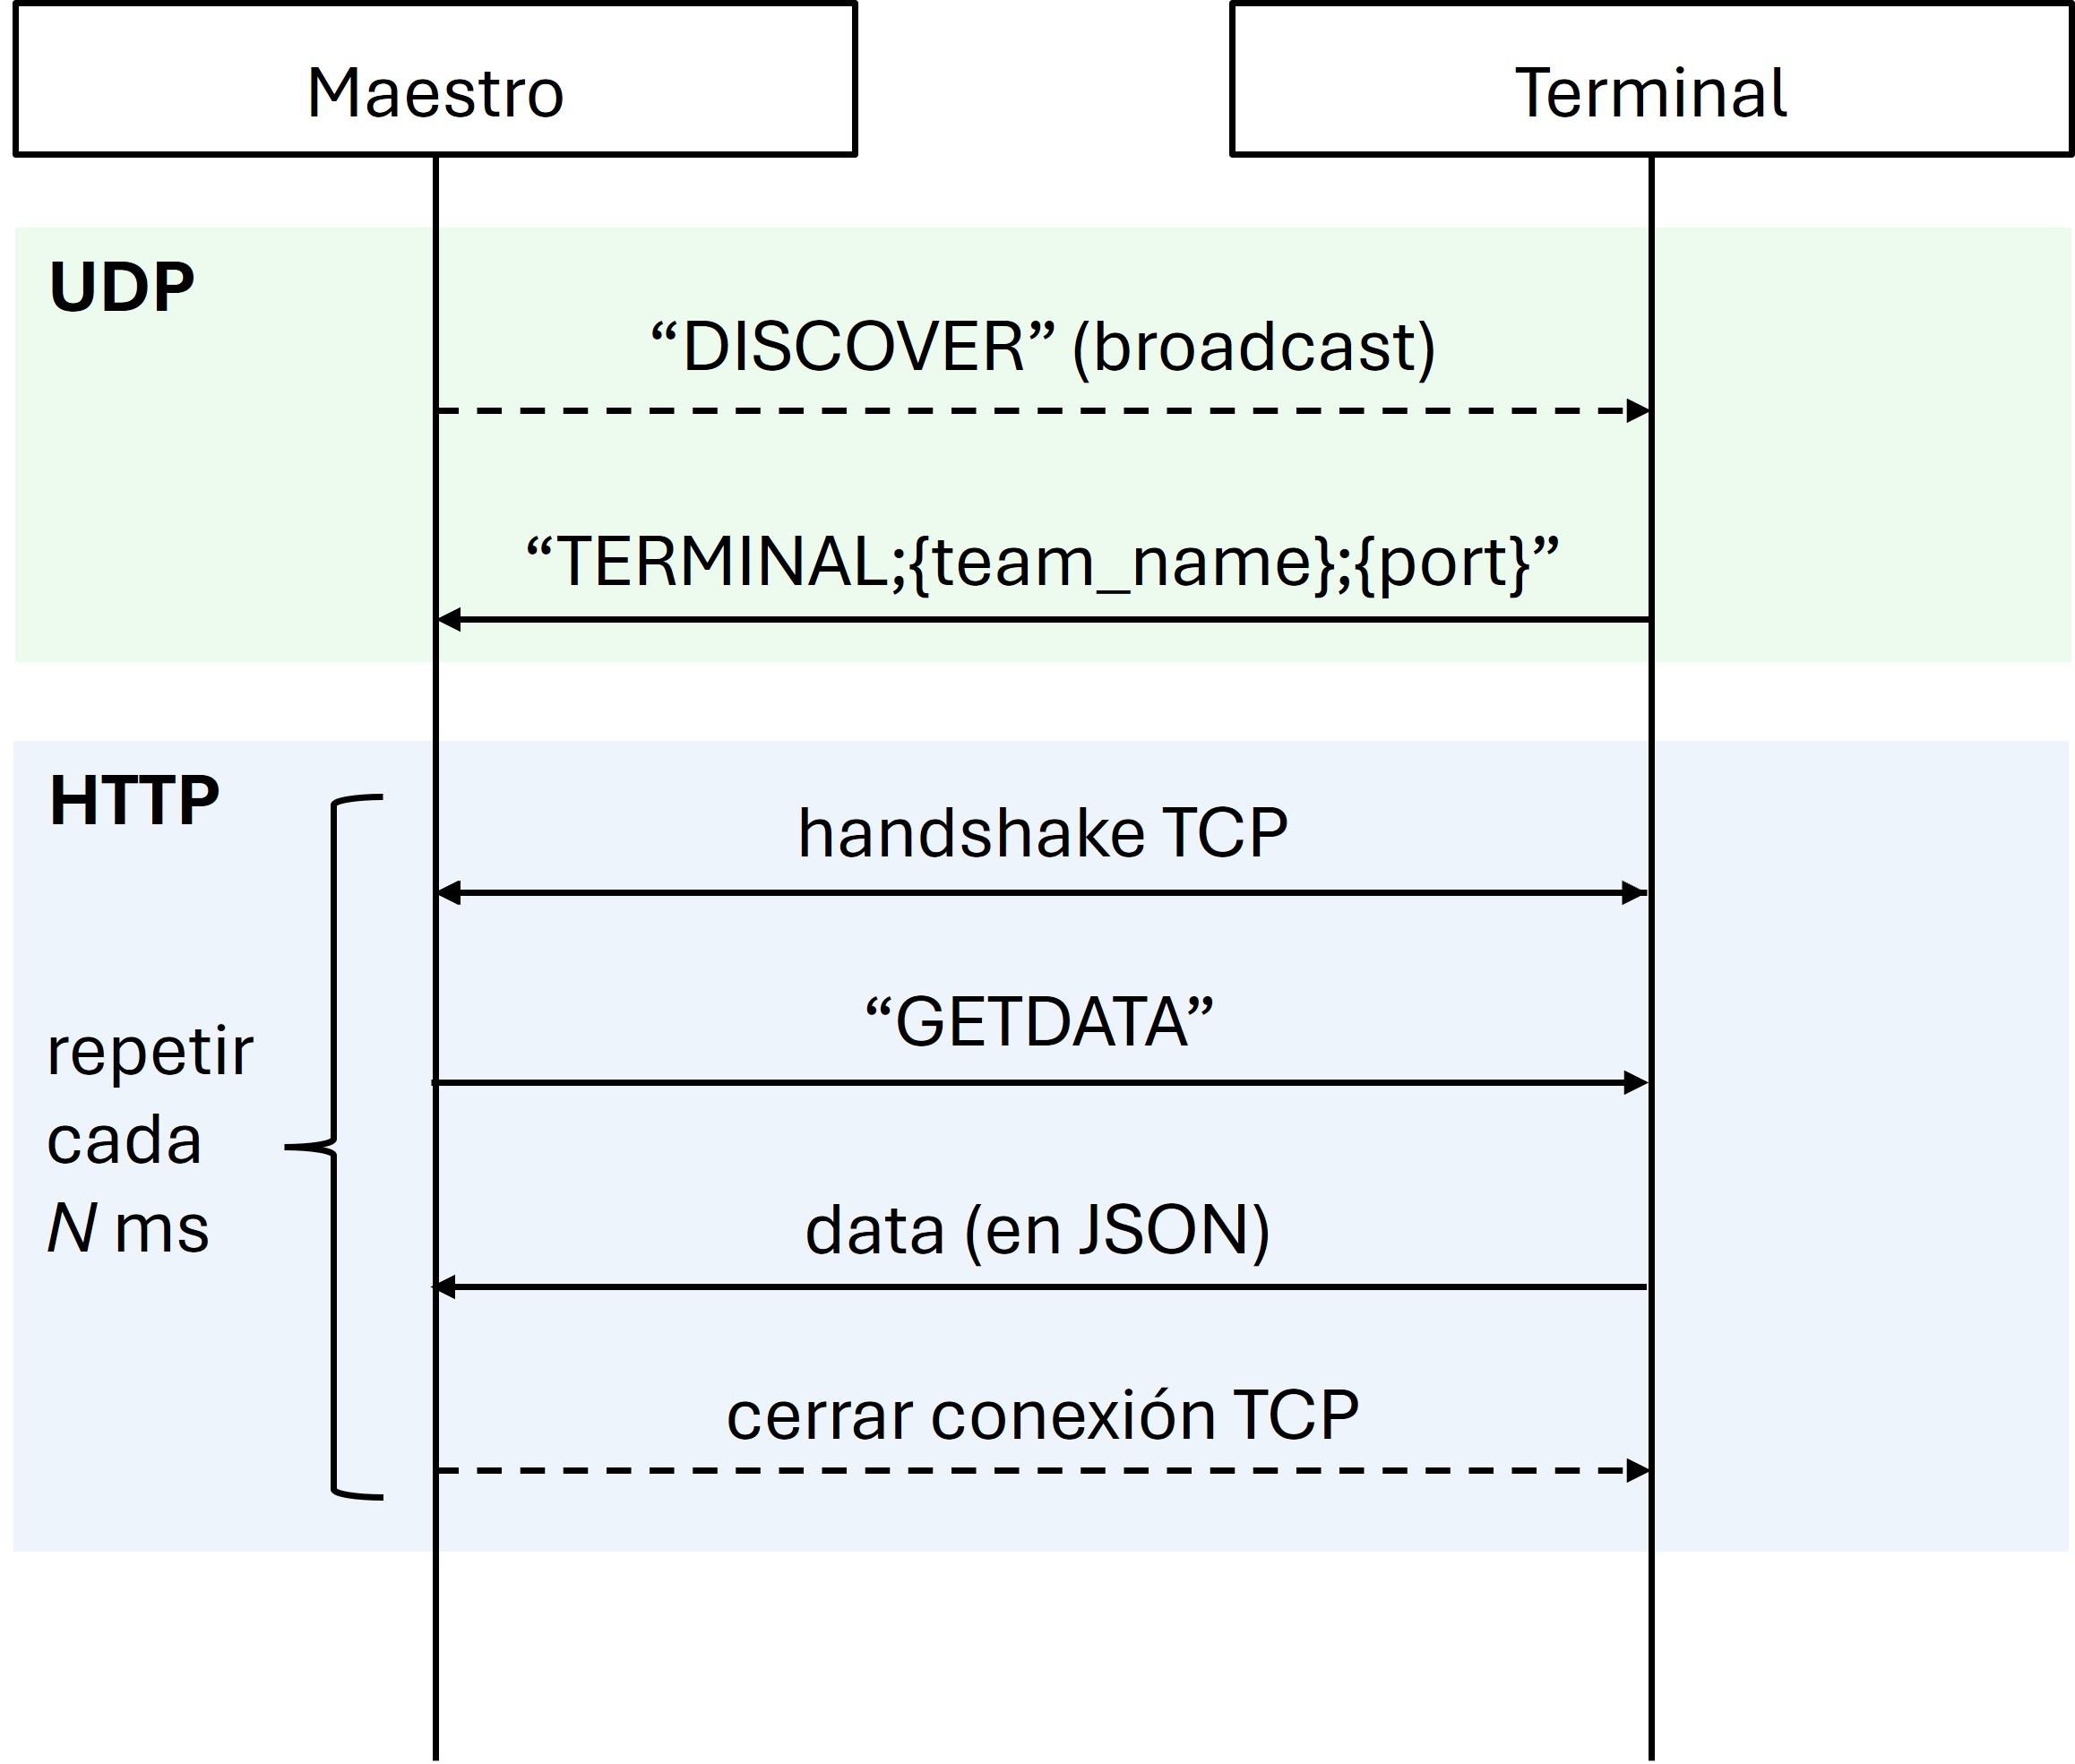 Maestro
Terminal
UDP
“DISCOVER” (broadcast)
“TERMINAL;{team_name};{port}”
HTTP
handshake TCP
“GETDATA”
repetir
cada
N ms
data (en JSON)
cerrar conexión TCP